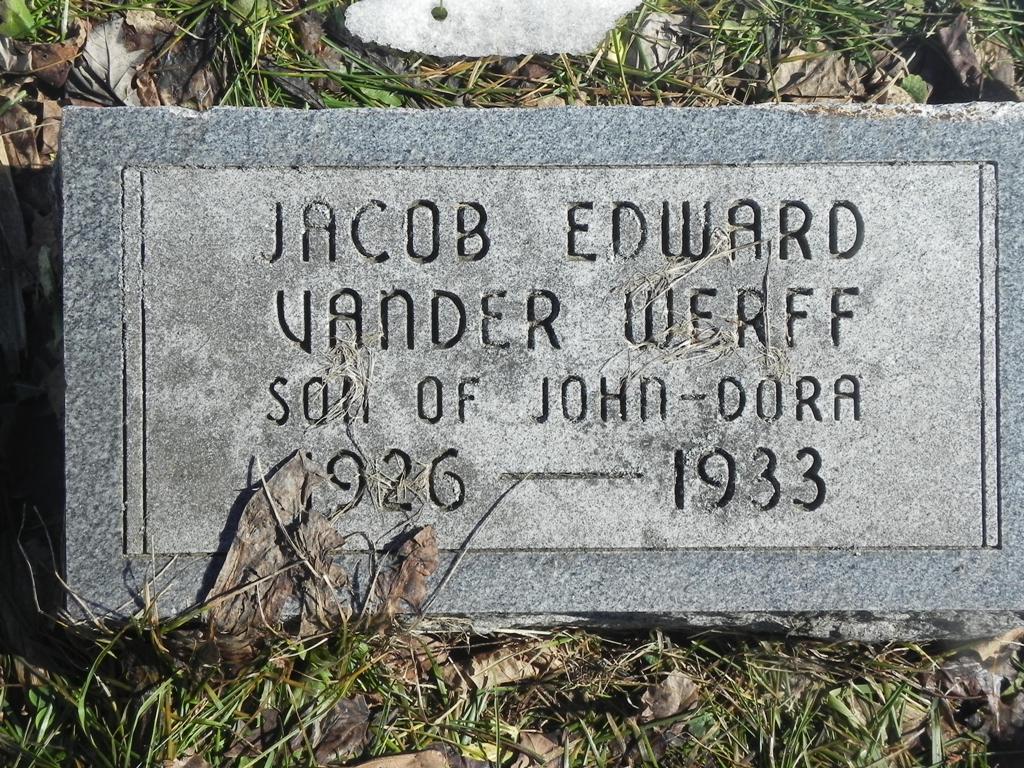 JACOB EDWARD
VANDER WERFF
SON OF JOHN-DORA
1926 — 1933